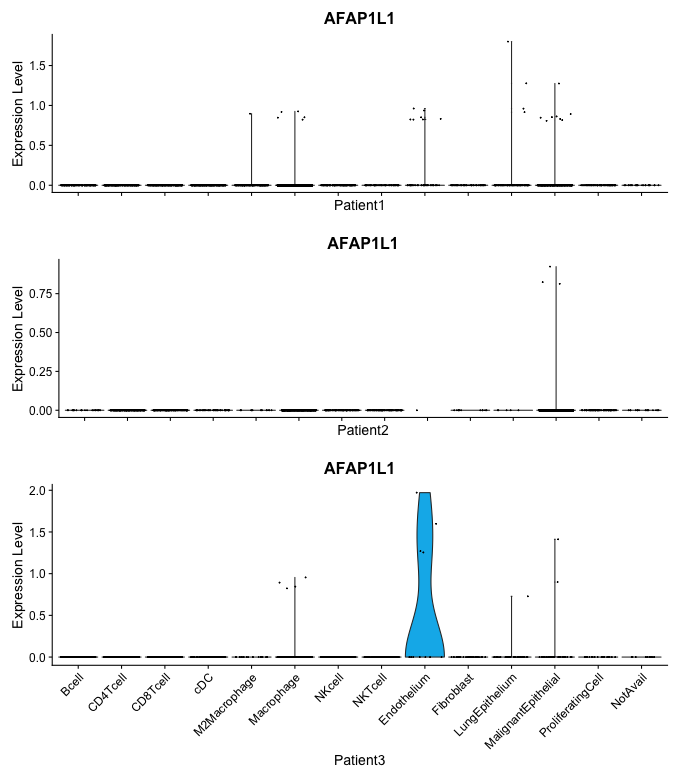 AFAP1L1
Expression Level
1.5
1.0
0.5
0.0
Patient1
AFAP1L1
Expression Level
0.75
0.50
0.25
0.00
Patient2
AFAP1L1
Expression Level
2.0
1.5
1.0
0.5
0.0
Bcell
CD4Tcell
CD8Tcell
cDC
M2Macrophage
Macrophage
NKcell
NKTcell
Endothelium
Fibroblast
LungEpithelium
MalignantEpithelial
ProliferatingCell
NotAvail
Patient3